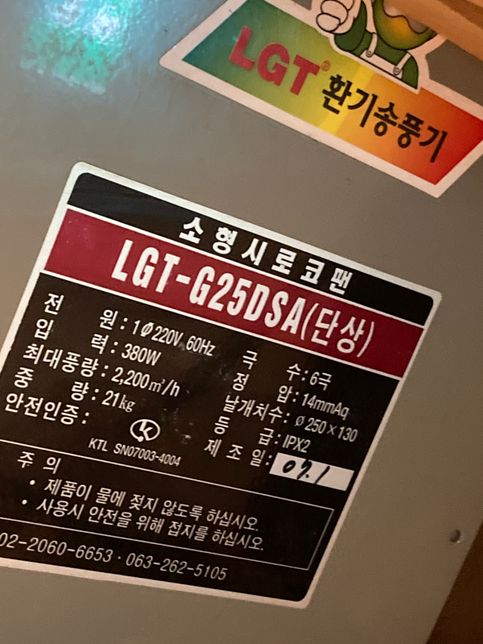 LGT® 환기송풍기
소형시로코팬
LGT-G25DSA(단상)
전 원 : 1Ø220V, 60Hz 극 수 : 6극
입 력 : 380W 정 압 : 14mmAq
최대풍량 : 2,200㎥/h 날개치수 : ø250×130
중 량 : 21kg 등 급 : IPX2
안전인증 : 제 조 일 : 09.1
KTL SN07003-4004
주 의
• 제품이 물에 젖지 않도록 하십시오.
• 사용시 안전을 위해 접지를 하십시오.
02-2060-6653 · 063-262-5105